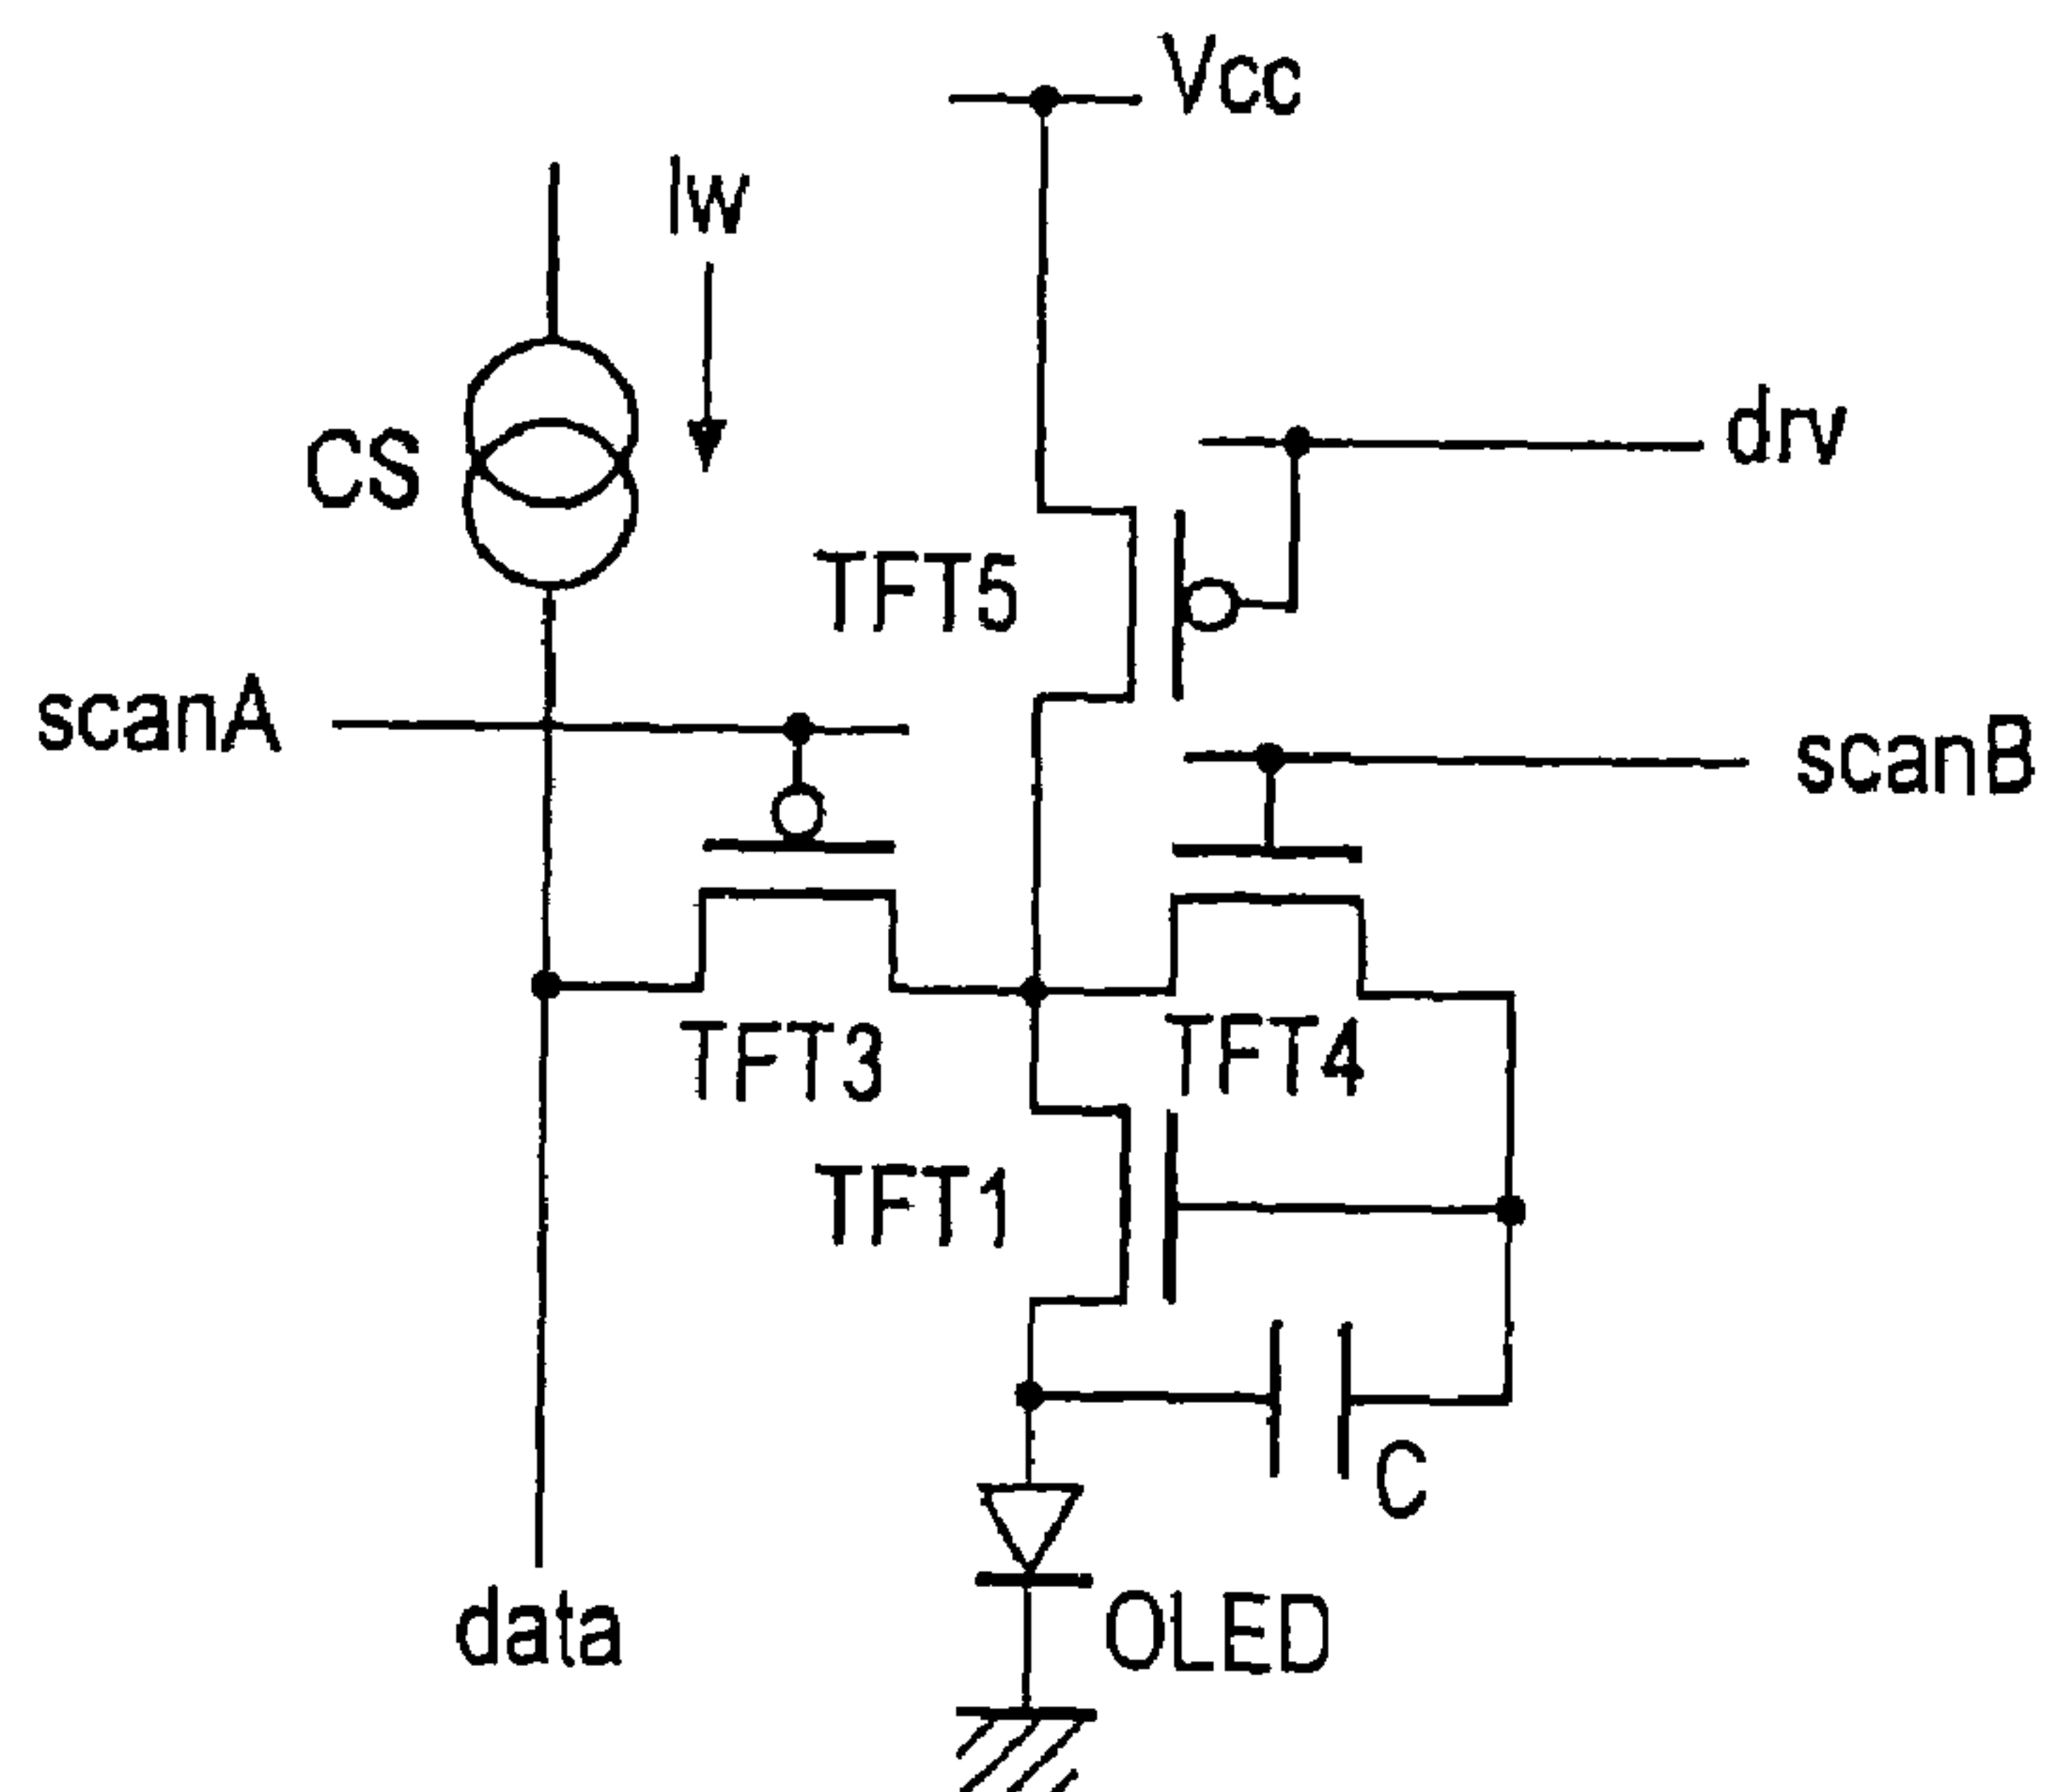 Vcc
Iw
drv
CS
TFT5
scanA
scanB
TFT3
TFT4
TFT1
C
data
OLED